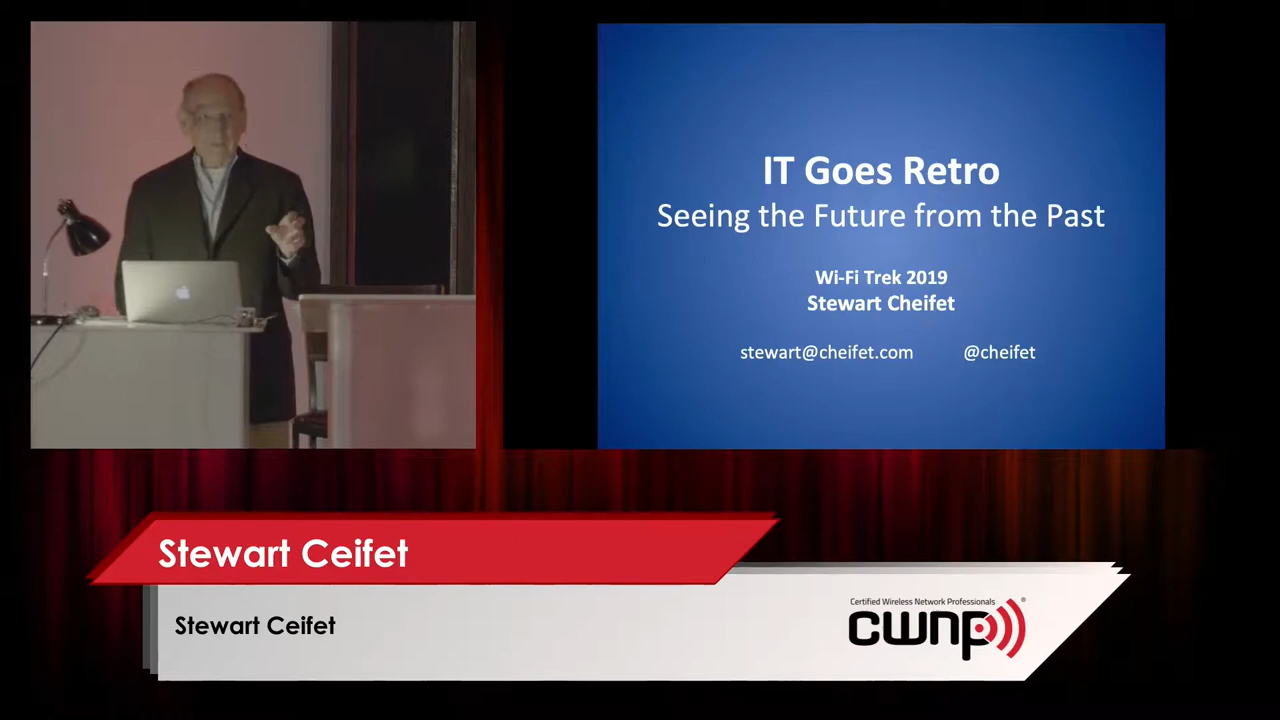 IT Goes Retro
Seeing the Future from the Past
Wi-Fi Trek 2019
Stewart Cheifet
stewart@cheifet.com @cheifet
Stewart Ceifet
Stewart Ceifet
Certified Wireless Network Professionals
cwnp®